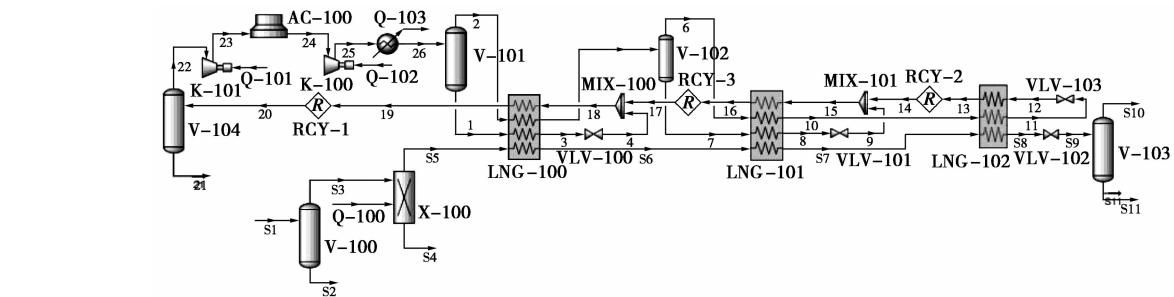 AC-100
Q-103
2
6
23
24
25
26
V-101
V-102
22
Q-101
Q-102
K-101
K-100
MIX-100
RCY-3
MIX-101
RCY-2
VLV-103
S10
V-104
20
R
RCY-1
19
18
17
R
16
15
14
R
13
12
1
3
4
7
10
8
9
11
S8
S9
VLV-100
S6
S7
VLV-101
LNG-102
VLV-102
V-103
S5
LNG-100
LNG-101
21
S3
X-100
Q-100
S11
S11
S1
V-100
S4
S2